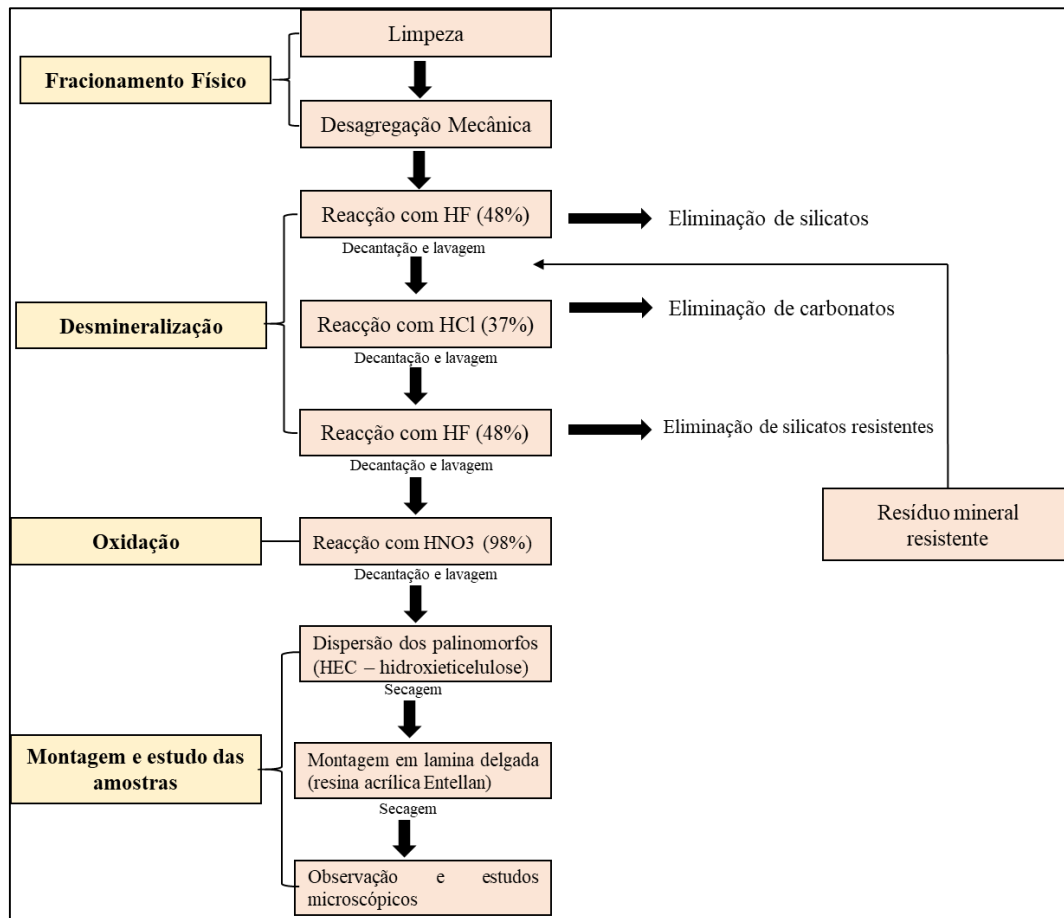 Limpeza
Fracionamento Físico
Desagregação Mecânica
Reacção com HF (48%)
Eliminação de silicatos
Decantação e lavagem
Desmineralização
Reacção com HCl (37%)
Eliminação de carbonatos
Decantação e lavagem
Reacção com HF (48%)
Eliminação de silicatos resistentes
Decantação e lavagem
Resíduo mineral
resistente
Oxidação
Reacção com HNO3 (98%)
Decantação e lavagem
Dispersão dos palinomorfos
(HEC – hidroxieticelulose)
Secagem
Montagem e estudo das
amostras
Montagem em lamina delgada
(resina acrílica Entellan)
Secagem
Observação e estudos
microscópicos